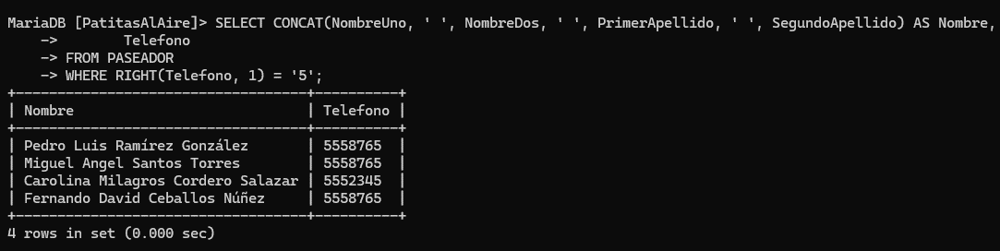 MariaDB [PatitasAlAire]> SELECT CONCAT(NombreUno, ' ', NombreDos, ' ', PrimerApellido, ' ', SegundoApellido) AS Nombre,
    ->        Telefono
    -> FROM PASEADOR
    -> WHERE RIGHT(Telefono, 1) = '5';
+-----------------------------------+----------+
| Nombre                            | Telefono |
+-----------------------------------+----------+
| Pedro Luis Ramírez González       | 5558765  |
| Miguel Angel Santos Torres        | 5558765  |
| Carolina Milagros Cordero Salazar | 5552345  |
| Fernando David Ceballos Núñez     | 5558765  |
+-----------------------------------+----------+
4 rows in set (0.000 sec)